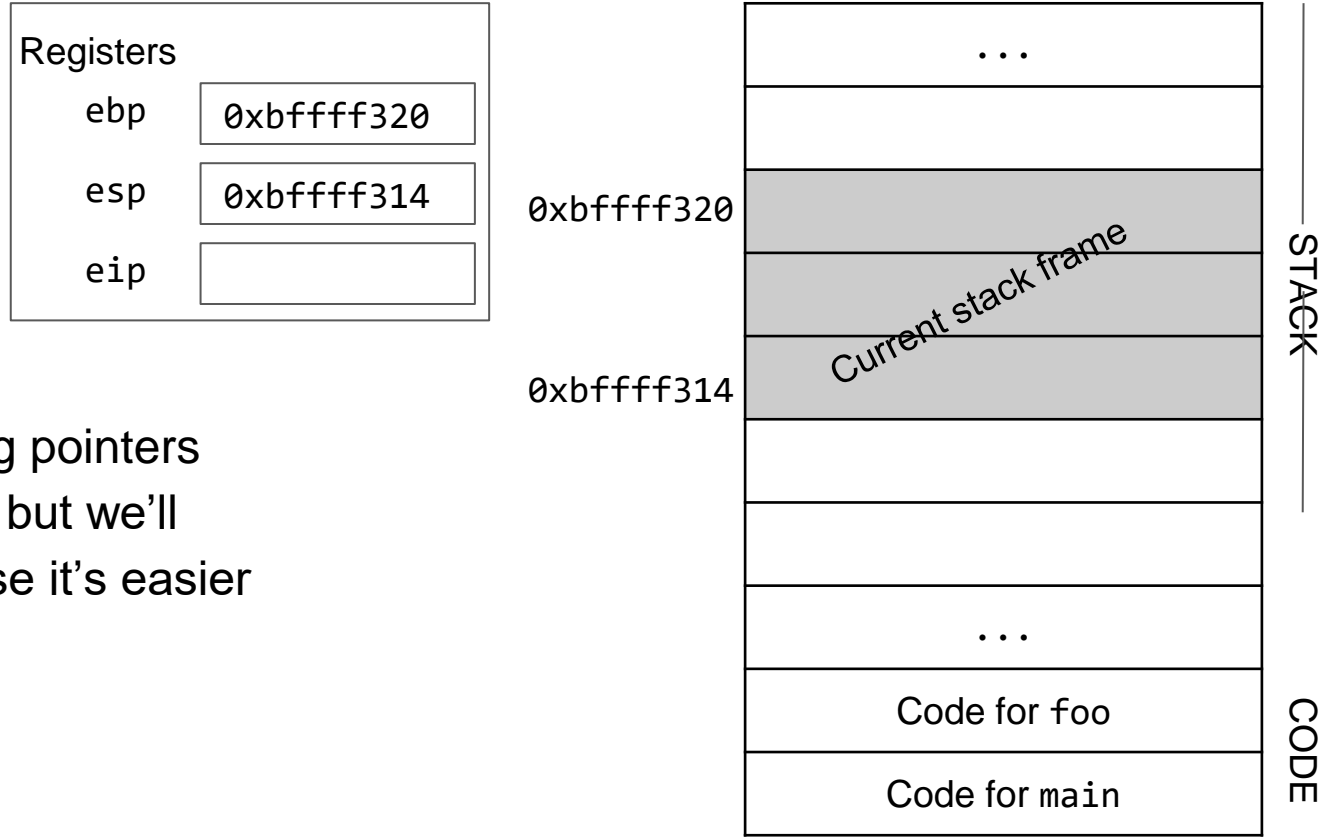 Registers
ebp 0xbffff320
esp 0xbffff314
eip
...
0xbffff320
Current stack frame
0xbffff314
STACK
pointers
but we’ll
it’s easier
...
Code for foo
CODE
Code for main